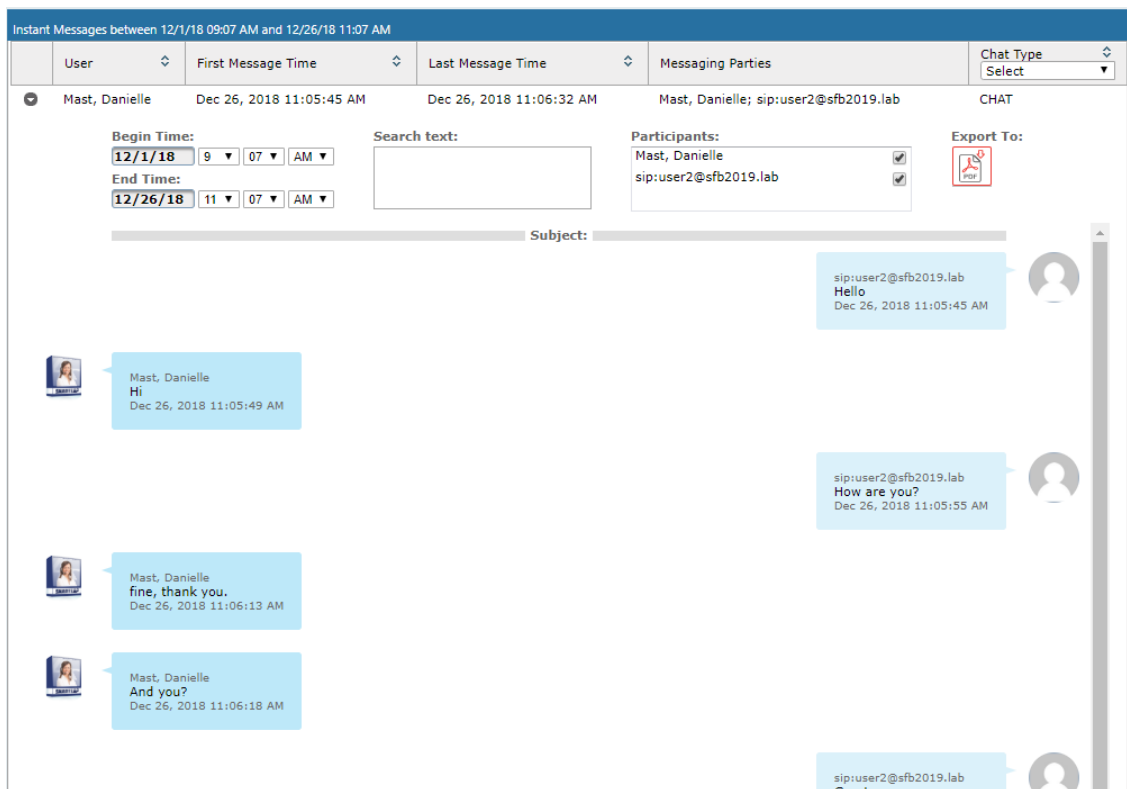 Instant Messages between 12/1/18 09:07 AM and 12/26/18 11:07 AM
User First Message Time Last Message Time Messaging Parties Chat Type
Select
Mast, Danielle Dec 26, 2018 11:05:45 AM Dec 26, 2018 11:06:32 AM Mast, Danielle; sip:user2@sfb2019.lab CHAT
Begin Time: Search text: Participants: Export To:
12/1/18 9 07 AM Mast, Danielle
End Time: sip:user2@sfb2019.lab PDF
12/26/18 11 07 AM
Subject:
sip:user2@sfb2019.lab
Hello
Dec 26, 2018 11:05:45 AM
Mast, Danielle
Hi
Dec 26, 2018 11:05:49 AM
sip:user2@sfb2019.lab
How are you?
Dec 26, 2018 11:05:55 AM
Mast, Danielle
fine, thank you.
Dec 26, 2018 11:06:13 AM
Mast, Danielle
And you?
Dec 26, 2018 11:06:18 AM
sip:user2@sfb2019.lab